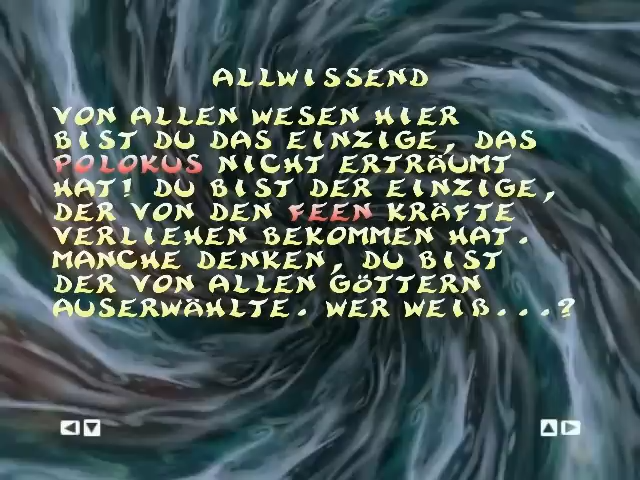 ALLWISSEND
VON ALLEN WESEN HIER
BIST DU DAS EINZIGE, DAS
POLOKUS NICHT ERTRÄUMT
HAT! DU BIST DER EINZIGE,
DER VON DEN FEEN KRÄFTE
VERLIEHEN BEKOMMEN HAT.
MANCHE DENKEN, DU BIST
DER VON ALLEN GÖTTERN
AUSERWÄHLTE. WER WEIß...?